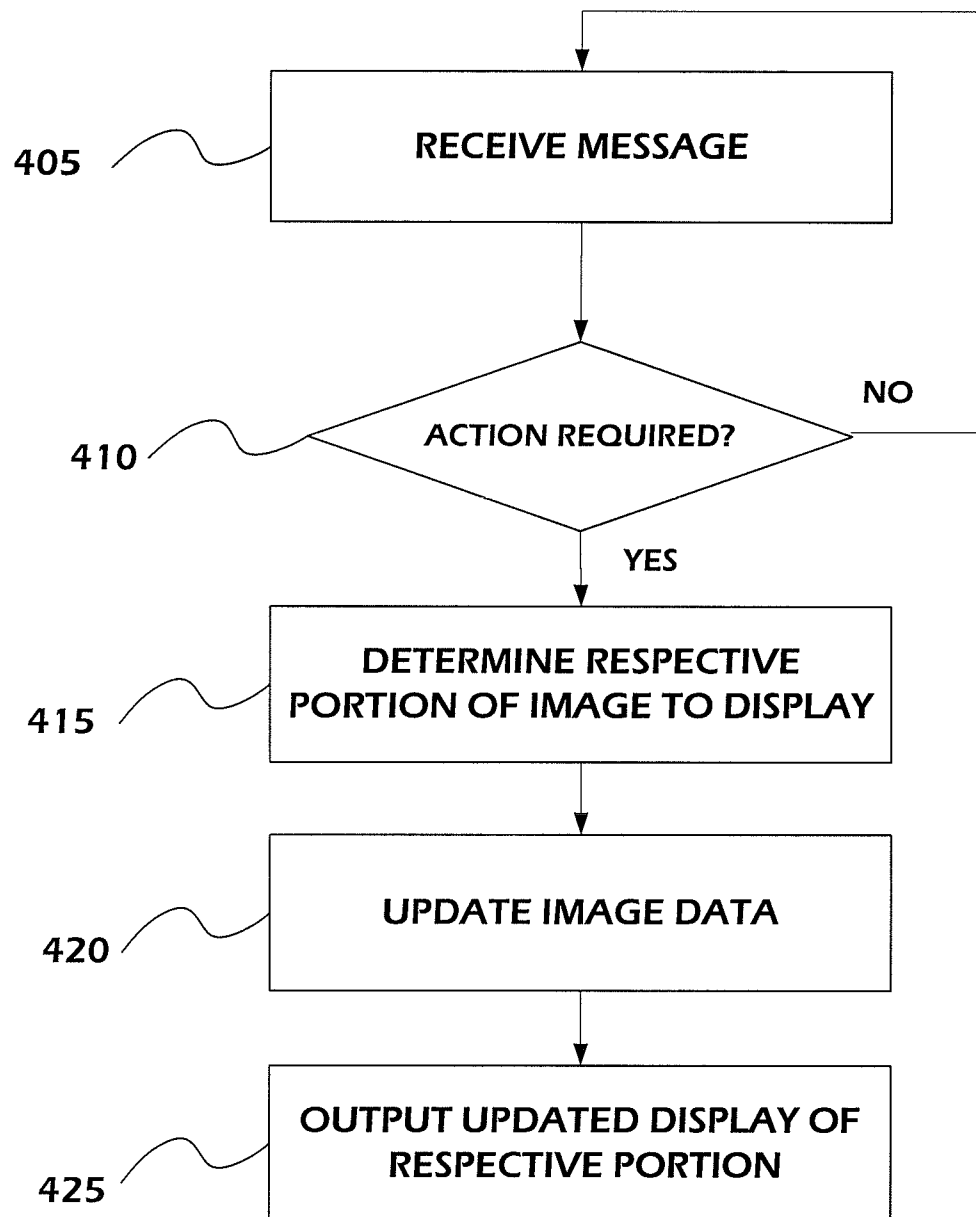 RECEIVE MESSAGE
405
ACTION REQUIRED?
NO
410
YES
DETERMINE RESPECTIVE
PORTION OF IMAGE TO DISPLAY
415
UPDATE IMAGE DATA
420
OUTPUT UPDATED DISPLAY OF
RESPECTIVE PORTION
425